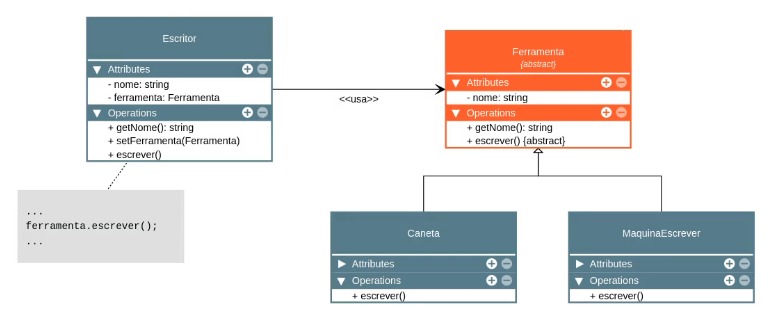 Escritor
Attributes
- nome: string
- ferramenta: Ferramenta
Operations
+ getNome(): string
+ setFerramenta(Ferramenta)
+ escrever()
<<usa>>
Ferramenta
{abstract}
Attributes
- nome: string
Operations
+ getNome(): string
+ escrever() {abstract}
...
ferramenta.escrever();
...
Caneta
Attributes
Operations
+ escrever()
MaquinaEscrever
Attributes
Operations
+ escrever()